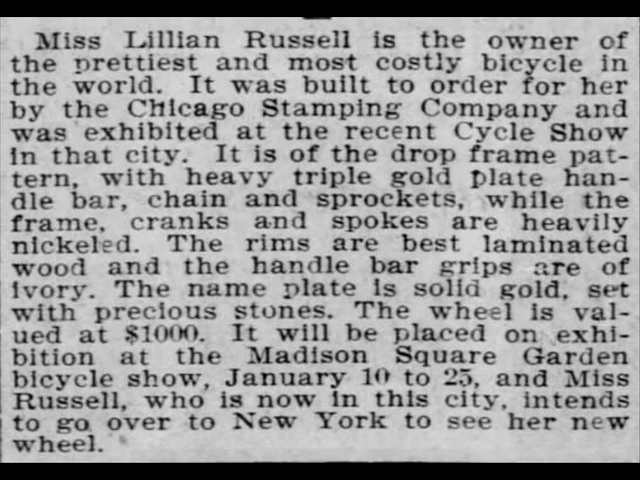 Miss Lillian Russell is the owner of
the prettiest and most costly bicycle in
the world. It was built to order for her
by the Chicago Stamping Company and
was exhibited at the recent Cycle Show
in that city. It is of the drop frame pat-
tern, with heavy triple gold plate han-
dle bar, chain and sprockets, while the
frame, cranks and spokes are heavily
nickeled. The rims are best laminated
wood and the handle bar grips are of
ivory. The name plate is solid gold, set
with precious stones. The wheel is val-
ued at $1000. It will be placed on exhi-
bition at the Madison Square Garden
bicycle show, January 10 to 25, and Miss
Russell, who is now in this city, intends
to go over to New York to see her new
wheel.